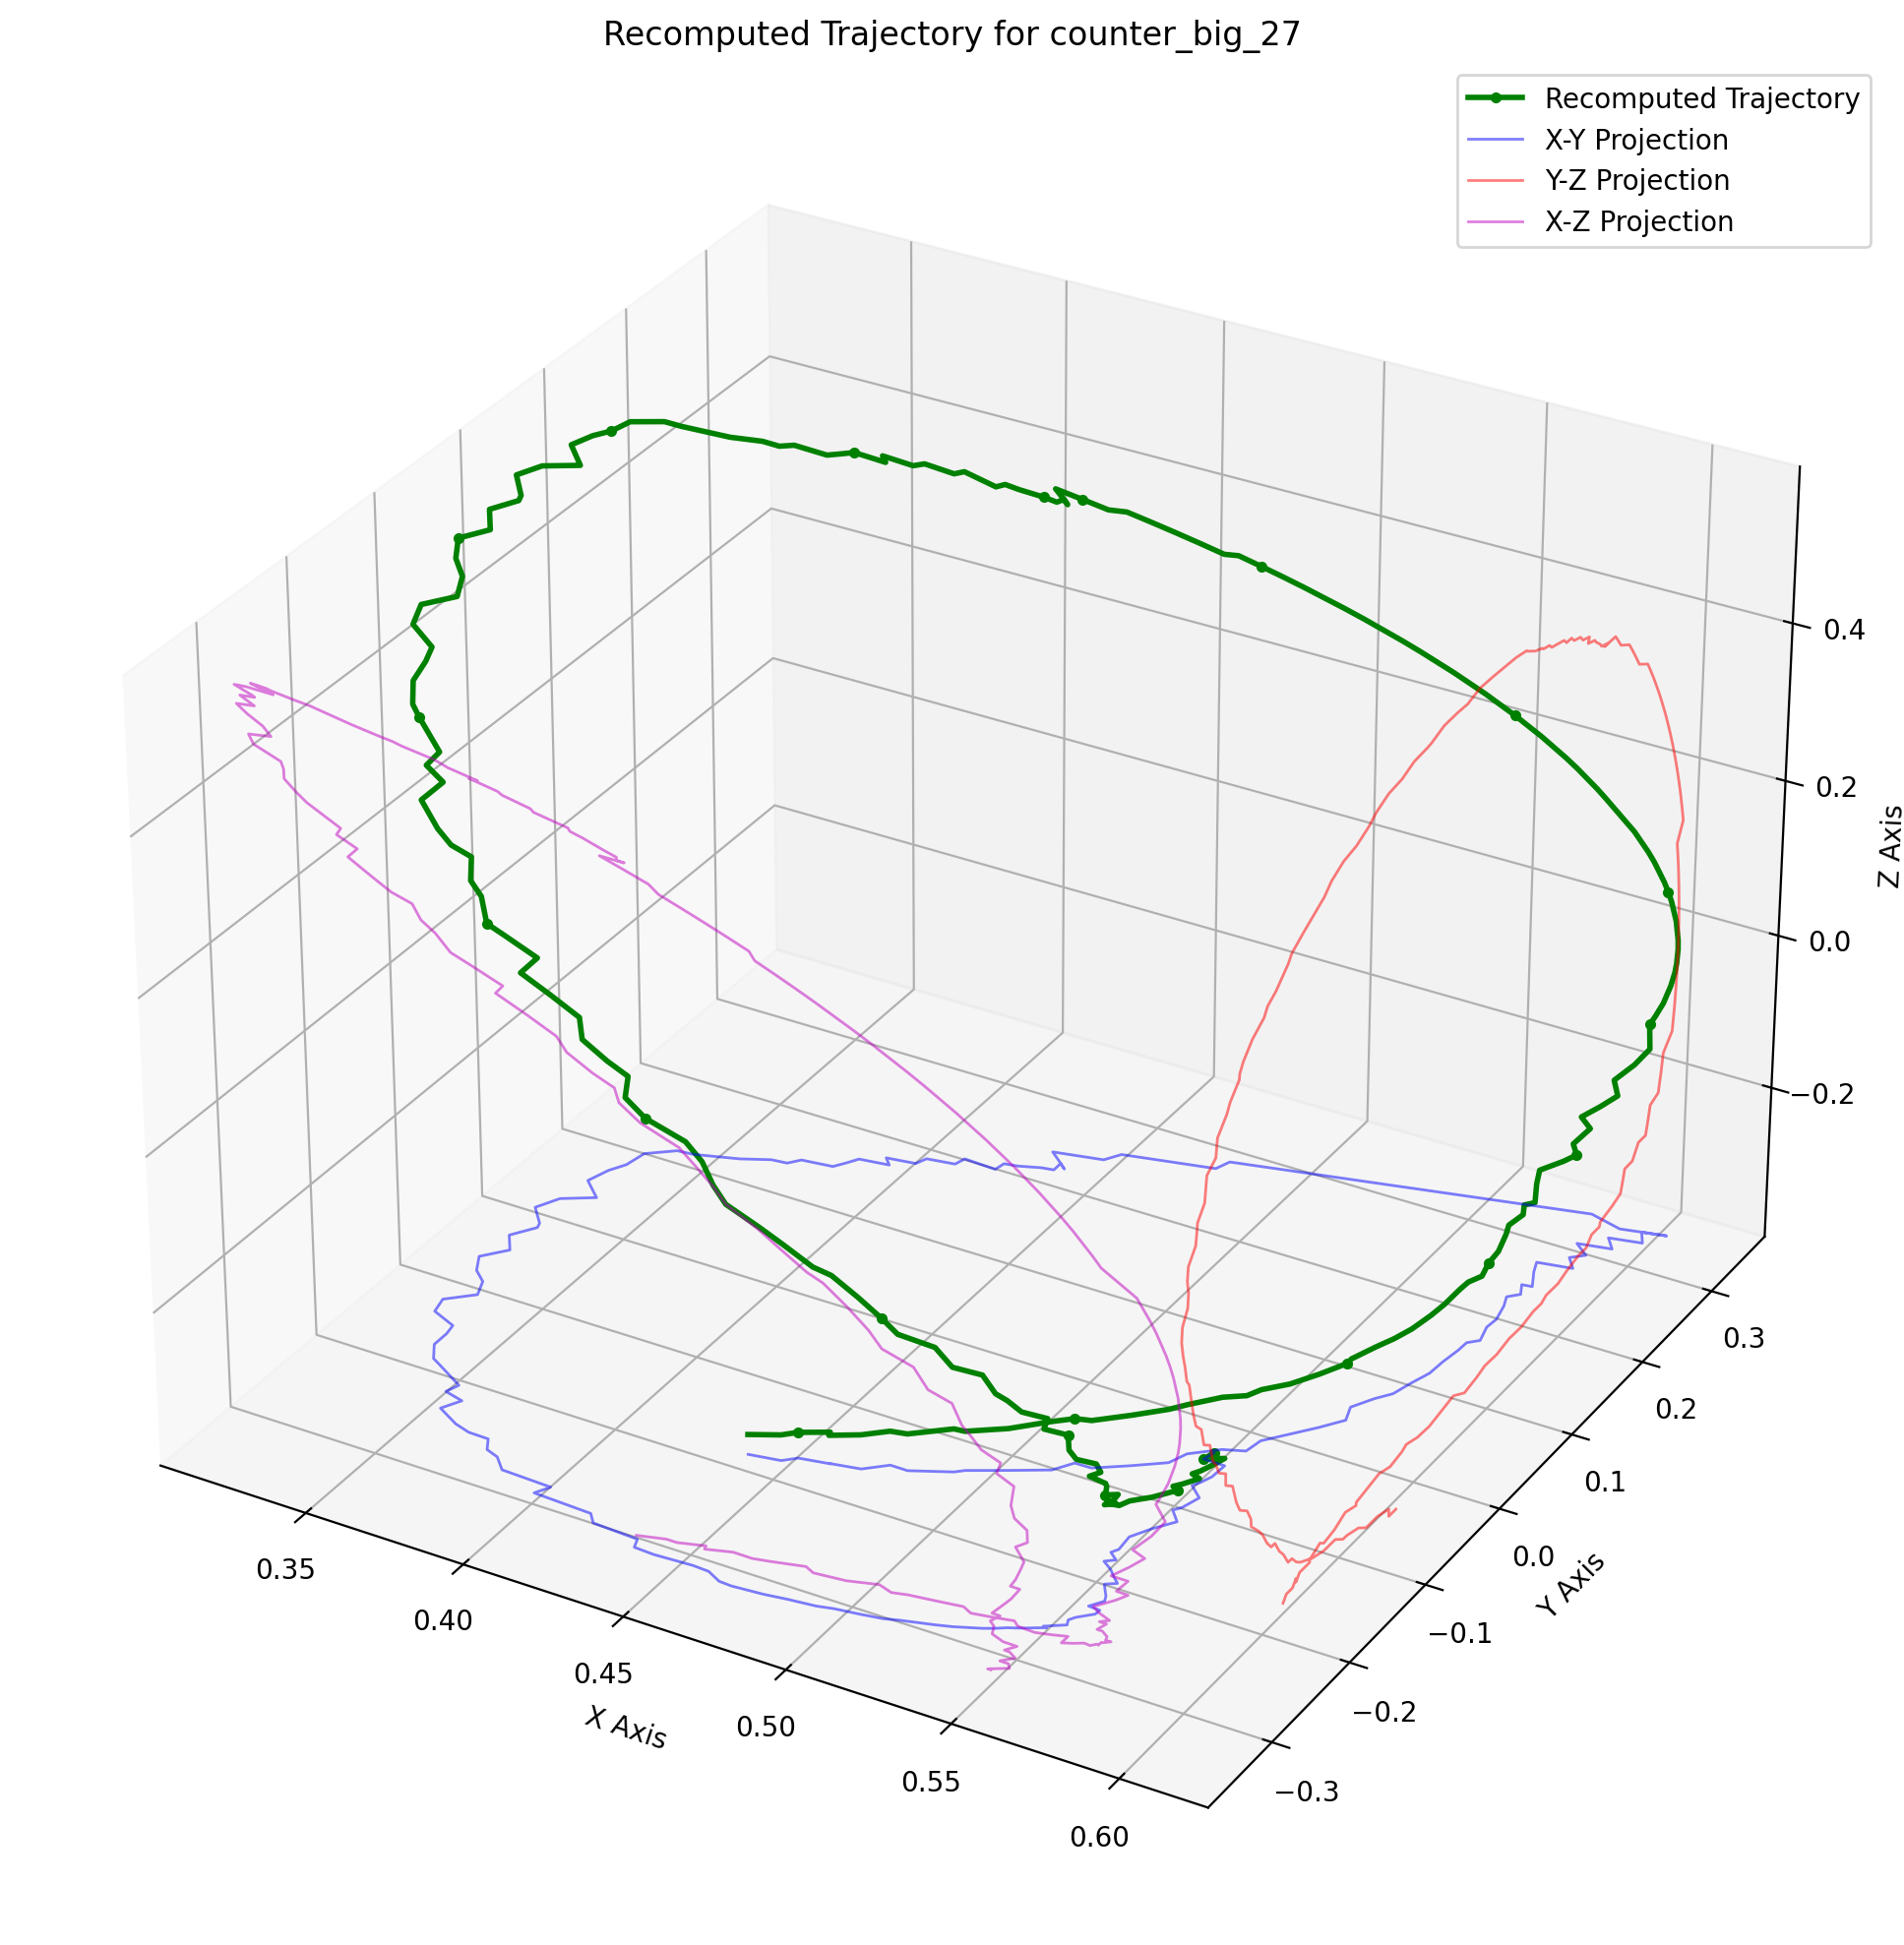 Recomputed Trajectory for counter_big_27
Recomputed Trajectory
X-Y Projection
Y-Z Projection
X-Z Projection
0.4
0.2
0.0
−0.2
Z Axis
0.3
0.2
0.1
0.0
−0.1
−0.2
−0.3
Y Axis
0.35
0.40
0.45
0.50
0.55
0.60
X Axis